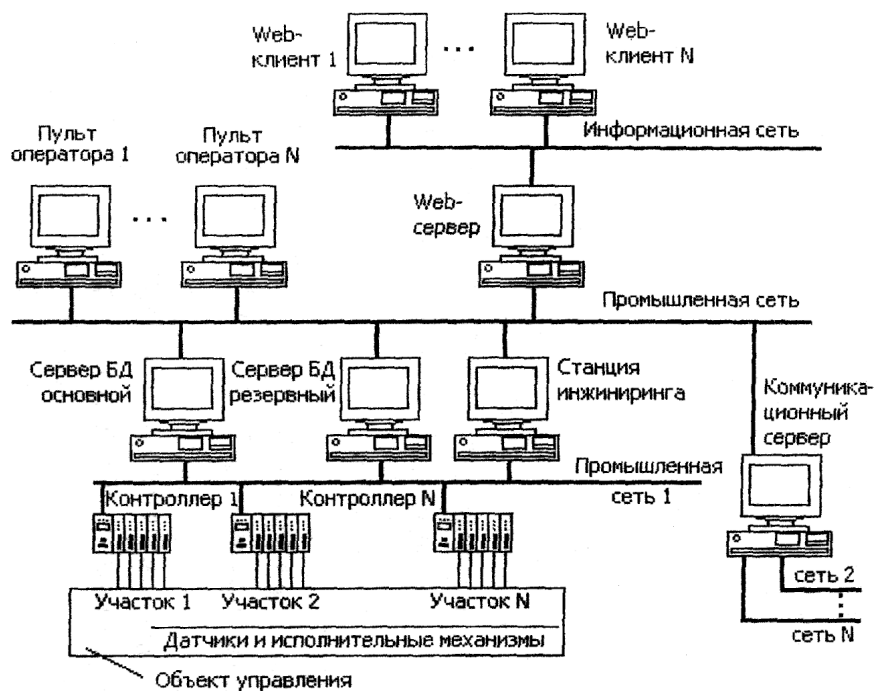 Web-
клиент 1
...
Web-
клиент N
Информационная сеть
Пульт
оператора 1
...
Пульт
оператора N
Web-
сервер
Промышленная сеть
Сервер БД
основной
Сервер БД
резервный
Станция
инжиниринга
Коммуника-
ционный
сервер
Промышленная
сеть 1
Контроллер 1
Контроллер N
Участок 1
Участок 2
Участок N
Датчики и исполнительные механизмы
Объект управления
сеть 2
сеть N